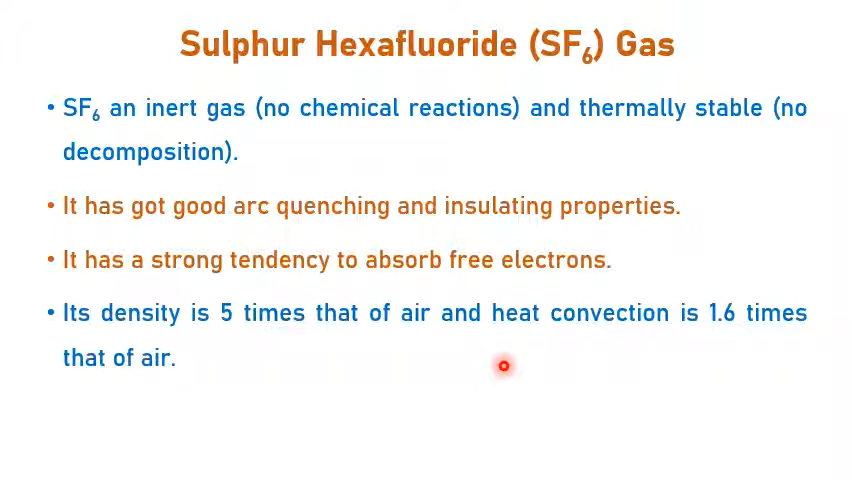 Sulphur Hexafluoride (SF₆) Gas
• SF₆ an inert gas (no chemical reactions) and thermally stable (no
decomposition).
• It has got good arc quenching and insulating properties.
• It has a strong tendency to absorb free electrons.
• Its density is 5 times that of air and heat convection is 1.6 times
that of air.